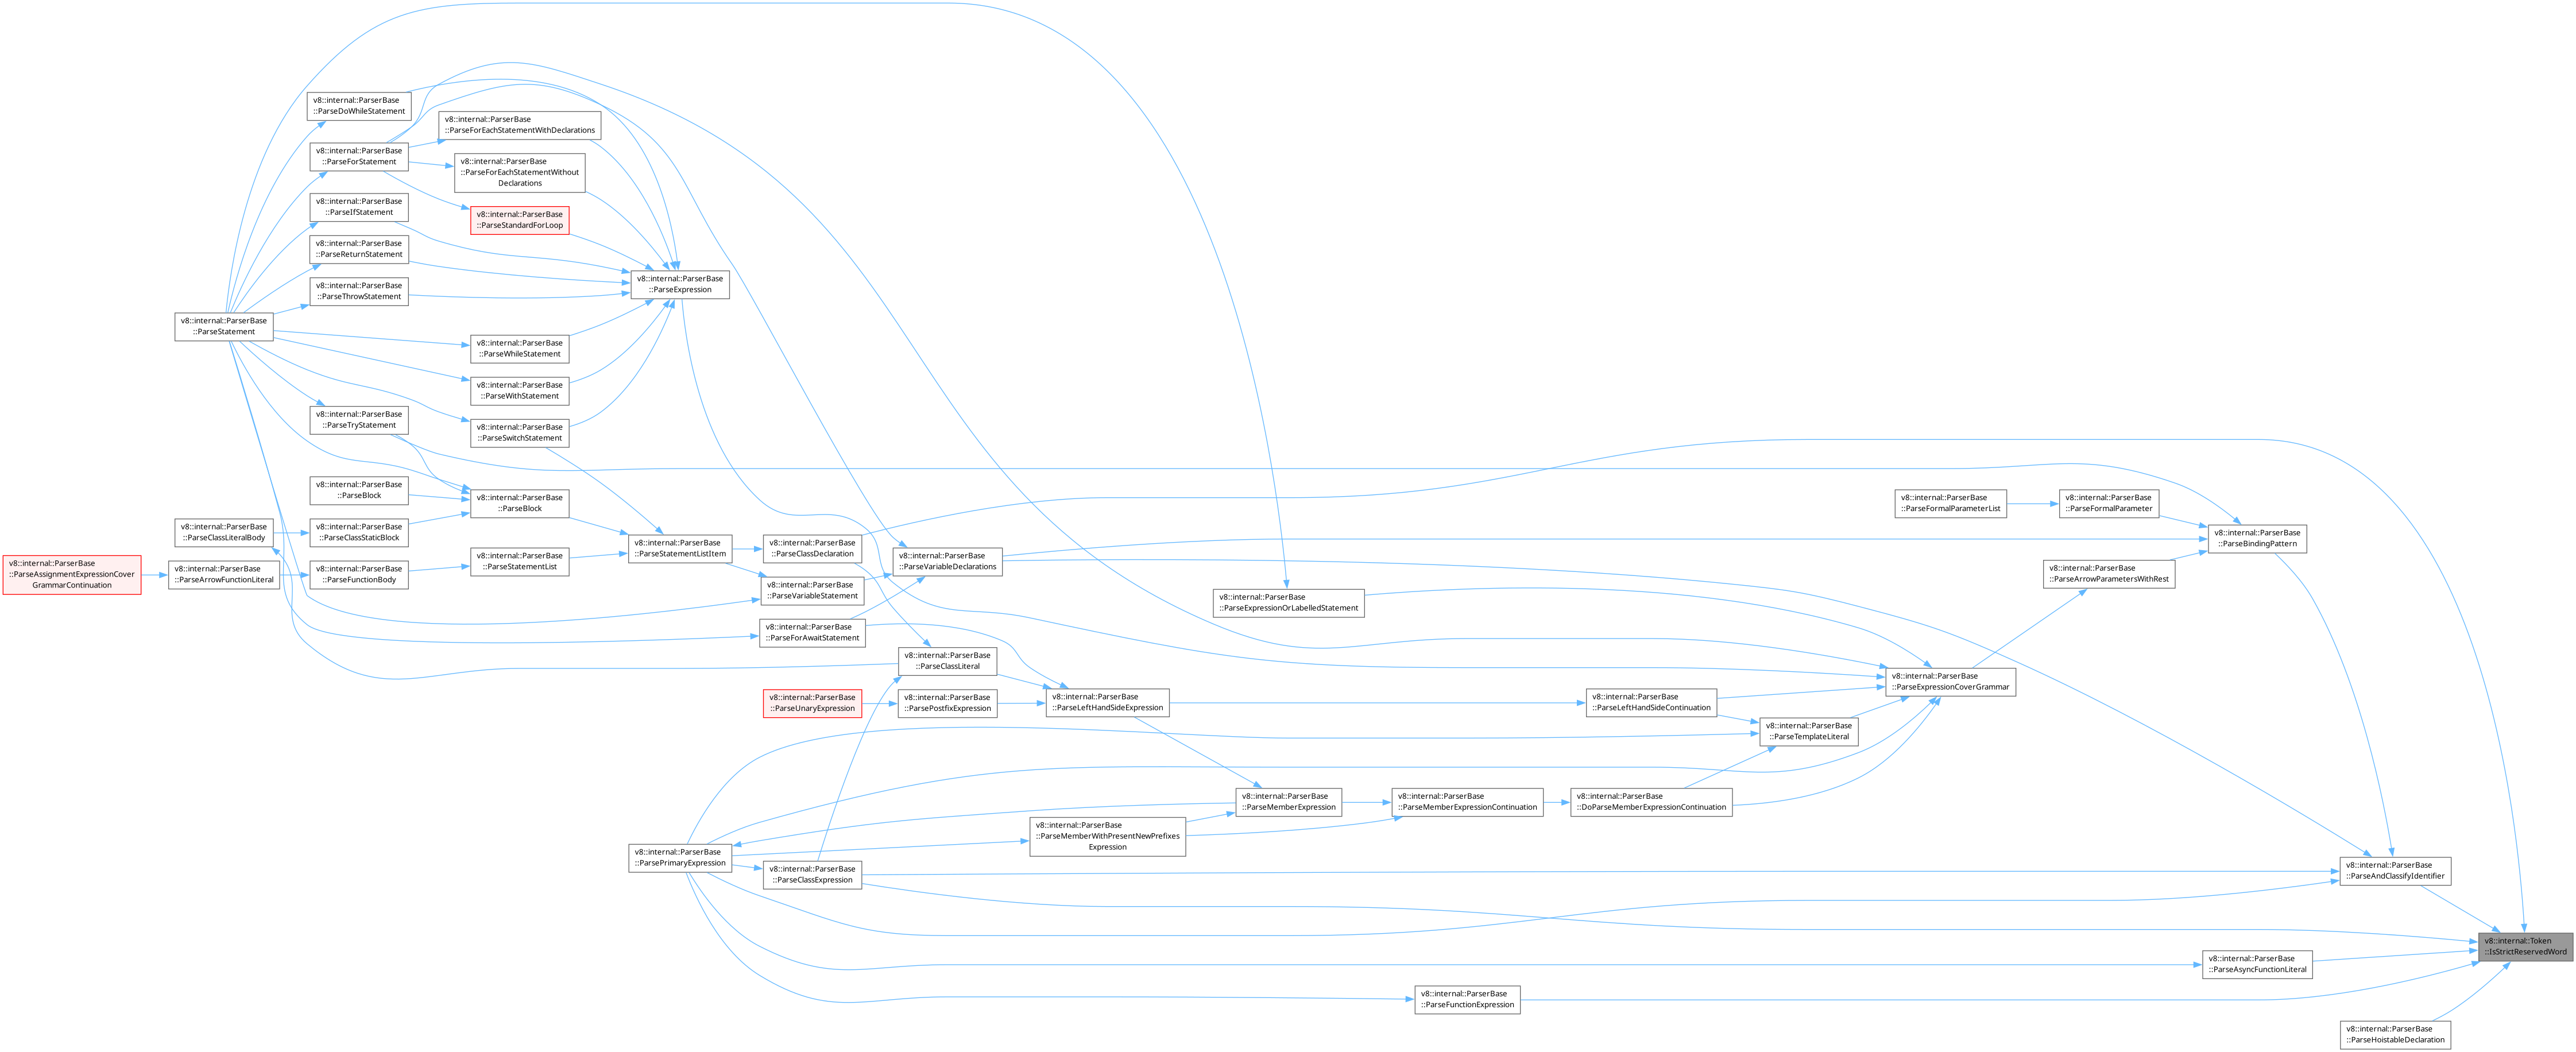 v8::internal::ParserBase
::ParseDoWhileStatement
v8::internal::ParserBase
::ParseForEachStatementWithDeclarations
v8::internal::ParserBase
::ParseForStatement
v8::internal::ParserBase
::ParseForEachStatementWithout
Declarations
v8::internal::ParserBase
::ParseIfStatement
v8::internal::ParserBase
::ParseStandardForLoop
v8::internal::ParserBase
::ParseReturnStatement
v8::internal::ParserBase
::ParseThrowStatement
v8::internal::ParserBase
::ParseExpression
v8::internal::ParserBase
::ParseStatement
v8::internal::ParserBase
::ParseWhileStatement
v8::internal::ParserBase
::ParseWithStatement
v8::internal::ParserBase
::ParseTryStatement
v8::internal::ParserBase
::ParseSwitchStatement
v8::internal::ParserBase
::ParseBlock
v8::internal::ParserBase
::ParseBlock
v8::internal::ParserBase
::ParseFormalParameterList
v8::internal::ParserBase
::ParseFormalParameter
v8::internal::ParserBase
::ParseClassLiteralBody
v8::internal::ParserBase
::ParseClassStaticBlock
v8::internal::ParserBase
::ParseStatementListItem
v8::internal::ParserBase
::ParseClassDeclaration
v8::internal::ParserBase
::ParseBindingPattern
v8::internal::ParserBase
::ParseAssignmentExpressionCover
GrammarContinuation
v8::internal::ParserBase
::ParseArrowFunctionLiteral
v8::internal::ParserBase
::ParseFunctionBody
v8::internal::ParserBase
::ParseStatementList
v8::internal::ParserBase
::ParseVariableDeclarations
v8::internal::ParserBase
::ParseVariableStatement
v8::internal::ParserBase
::ParseArrowParametersWithRest
v8::internal::ParserBase
::ParseExpressionOrLabelledStatement
v8::internal::ParserBase
::ParseForAwaitStatement
v8::internal::ParserBase
::ParseClassLiteral
v8::internal::ParserBase
::ParseExpressionCoverGrammar
v8::internal::ParserBase
::ParseUnaryExpression
v8::internal::ParserBase
::ParsePostfixExpression
v8::internal::ParserBase
::ParseLeftHandSideExpression
v8::internal::ParserBase
::ParseLeftHandSideContinuation
v8::internal::ParserBase
::ParseTemplateLiteral
v8::internal::ParserBase
::ParseMemberExpression
v8::internal::ParserBase
::ParseMemberExpressionContinuation
v8::internal::ParserBase
::DoParseMemberExpressionContinuation
v8::internal::ParserBase
::ParseMemberWithPresentNewPrefixes
Expression
v8::internal::ParserBase
::ParsePrimaryExpression
v8::internal::ParserBase
::ParseClassExpression
v8::internal::ParserBase
::ParseAndClassifyIdentifier
v8::internal::Token
::IsStrictReservedWord
v8::internal::ParserBase
::ParseAsyncFunctionLiteral
v8::internal::ParserBase
::ParseFunctionExpression
v8::internal::ParserBase
::ParseHoistableDeclaration